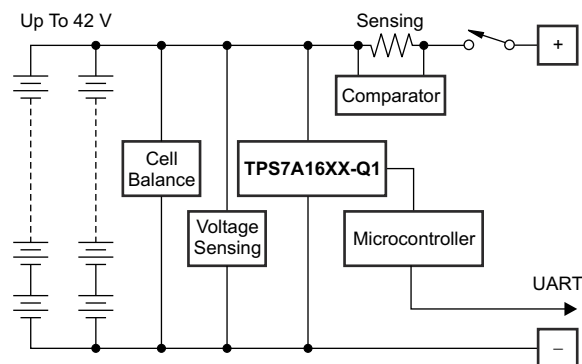 Up To 42 V
Sensing
+
Comparator
Cell
Balance
TPS7A16XX-Q1
Voltage
Sensing
Microcontroller
UART
–